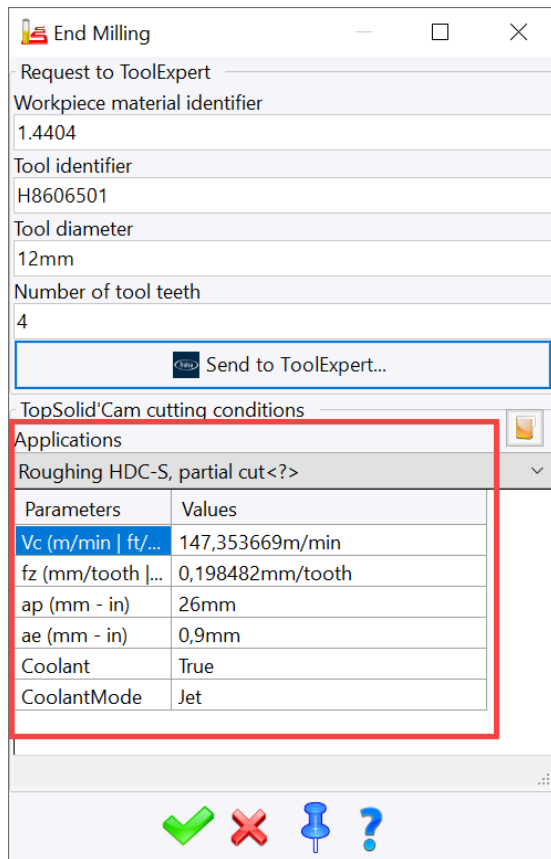 End Milling
Request to ToolExpert
Workpiece material identifier
1.4404
Tool identifier
H8606501
Tool diameter
12mm
Number of tool teeth
4
fraisa Send to ToolExpert...
TopSolid'Cam cutting conditions
Applications
Roughing HDC-S, partial cut<?>
Parameters Values
Vc (m/min | ft/... 147,353669m/min
fz (mm/tooth |... 0,198482mm/tooth
ap (mm - in) 26mm
ae (mm - in) 0,9mm
Coolant True
CoolantMode Jet
?